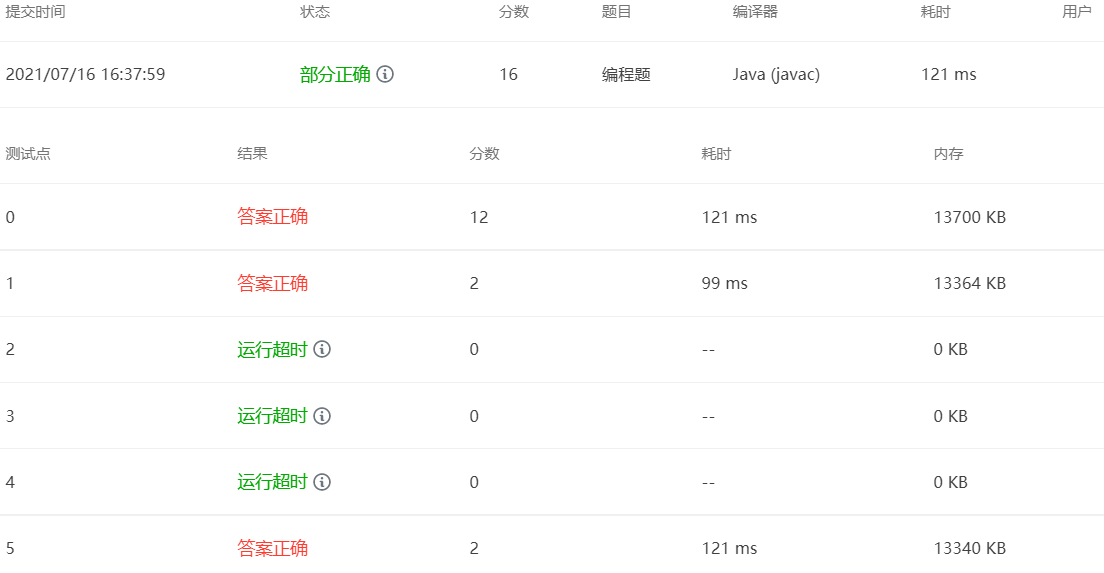 提交时间 状态 分数 题目 编译器 耗时 用户
2021/07/16 16:37:59 部分正确 16 编程题 Java (javac) 121 ms
测试点 结果 分数 耗时 内存
0 答案正确 12 121 ms 13700 KB
1 答案正确 2 99 ms 13364 KB
2 运行超时 0 -- 0 KB
3 运行超时 0 -- 0 KB
4 运行超时 0 -- 0 KB
5 答案正确 2 121 ms 13340 KB